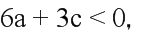 6a + 3c < 0,